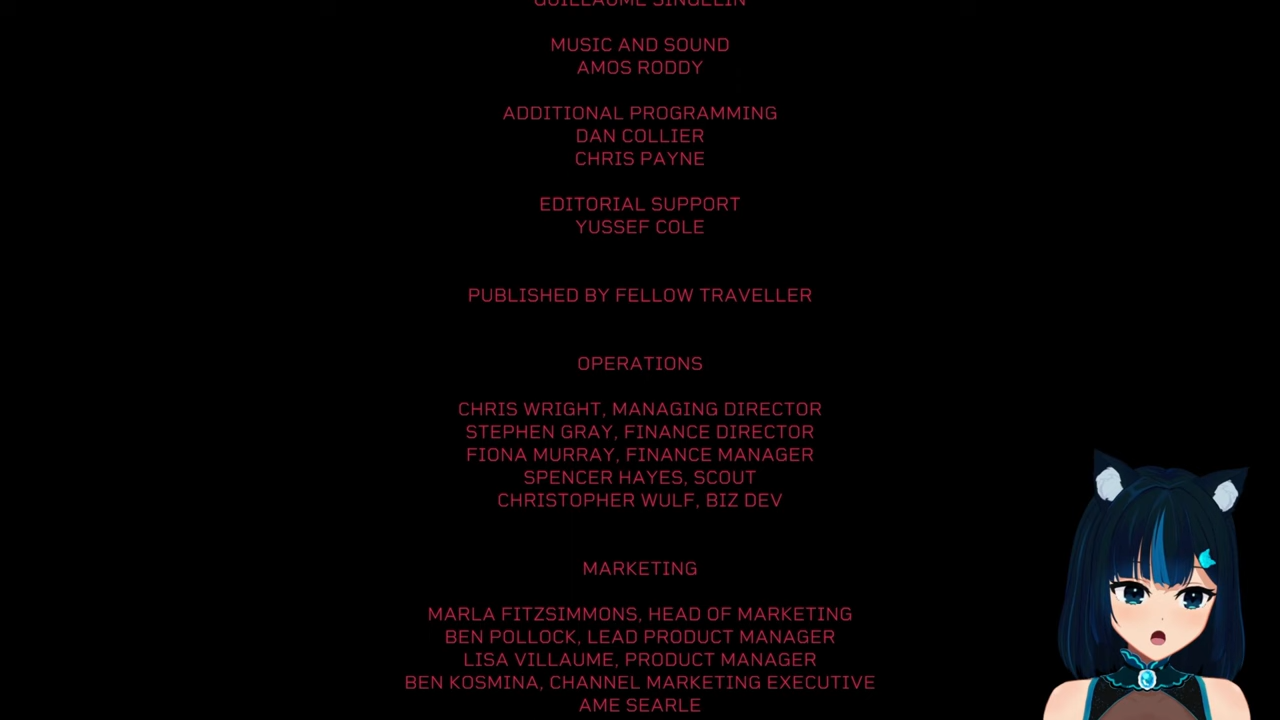 GUILLAUME SINGELIN
MUSIC AND SOUND
AMOS RODDY
ADDITIONAL PROGRAMMING
DAN COLLIER
CHRIS PAYNE
EDITORIAL SUPPORT
YUSSEF COLE
PUBLISHED BY FELLOW TRAVELLER
OPERATIONS
CHRIS WRIGHT, MANAGING DIRECTOR
STEPHEN GRAY, FINANCE DIRECTOR
FIONA MURRAY, FINANCE MANAGER
SPENCER HAYES, SCOUT
CHRISTOPHER WULF, BIZ DEV
MARKETING
MARLA FITZSIMMONS, HEAD OF MARKETING
BEN POLLOCK, LEAD PRODUCT MANAGER
LISA VILLAUME, PRODUCT MANAGER
BEN KOSMINA, CHANNEL MARKETING EXECUTIVE
AME SEARLE